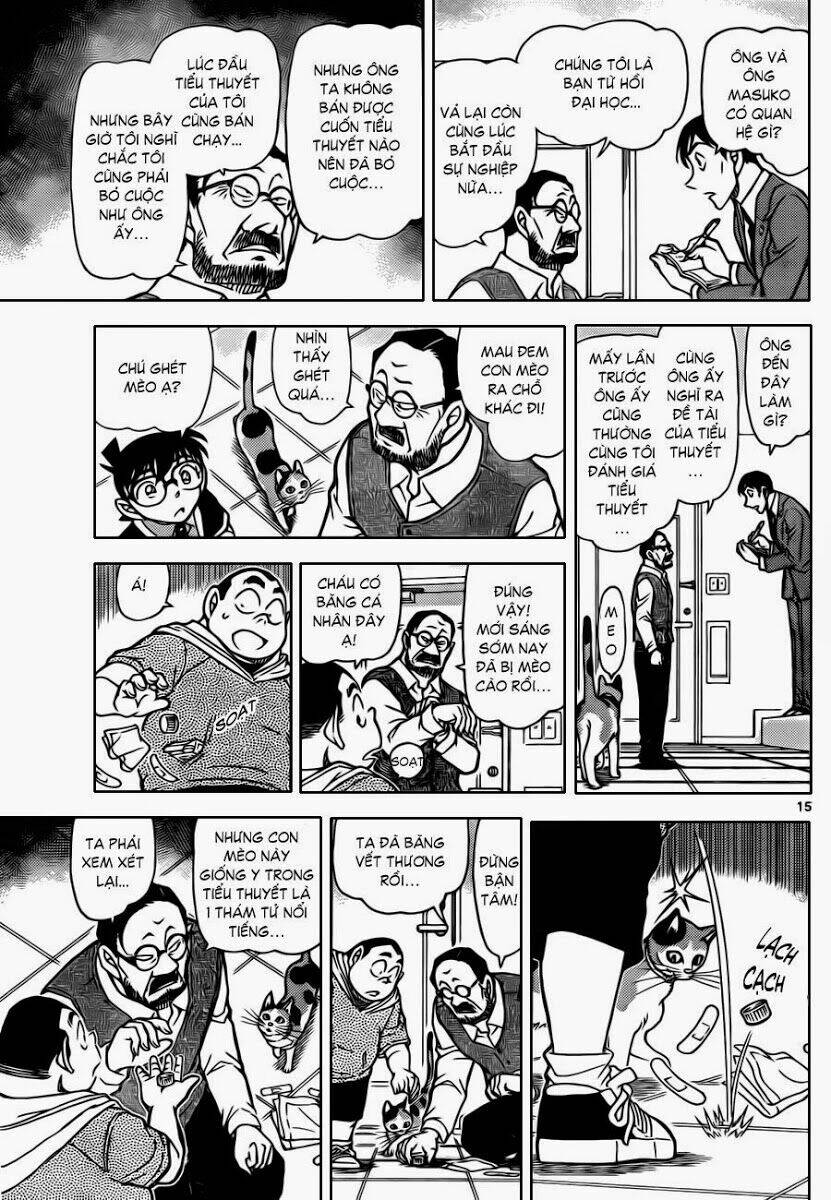 ÔNG VÀ
ÔNG
MASUKO
CÓ QUAN
HỆ GÌ?
CHÚNG TÔI LÀ
BẠN TỪ HỒI
ĐẠI HỌC...
VẢ LẠI CÒN
CÙNG LÚC
BẮT ĐẦU
SỰ NGHIỆP
NỮA...
NHƯNG ÔNG
TA KHÔNG
BÁN ĐƯỢC
CUỐN TIỂU
THUYẾT NÀO
NÊN ĐÃ BỎ
CUỘC...
LÚC ĐẦU
TIỂU THUYẾT
CỦA TÔI
CŨNG BÁN
CHẠY...
NHƯNG BÂY
GIỜ TÔI NGHĨ
CHẮC TÔI
CŨNG PHẢI
BỎ CUỘC
NHƯ ÔNG
ẤY...
ÔNG
ĐẾN
ĐÂY
LÀM
GÌ?
CÙNG
ÔNG ẤY
NGHĨ RA
ĐỀ TÀI
CỦA TIỂU
THUYẾT
...
MẤY LẦN
TRƯỚC
ÔNG ẤY
CŨNG
THƯỜNG
CÙNG TÔI
ĐÁNH GIÁ
TIỂU
THUYẾT
...
MEO
MAU ĐEM
CON MÈO
RA CHỖ
KHÁC ĐI!
NHÌN
THẤY
GHÉT
QUÁ...
CHÚ GHÉT
MÈO Ạ?
ĐÚNG
VẬY!
MỚI SÁNG
SỚM NAY
ĐÃ BỊ MÈO
CÀO RỒI...
CHÁU CÓ
BĂNG CÁ
NHÂN ĐÂY
Ạ!
SOẠT
Á!
SOẠT
15
LẠCH
CẠCH
ĐỪNG
BẬN
TÂM!
TA ĐÃ BĂNG
VẾT THƯƠNG
RỒI...
NHƯNG CON
MÈO NÀY
GIỐNG Y TRONG
TIỂU THUYẾT LÀ
1 THÁM TỬ NỔI
TIẾNG...
TA PHẢI
XEM XÉT
LẠI...